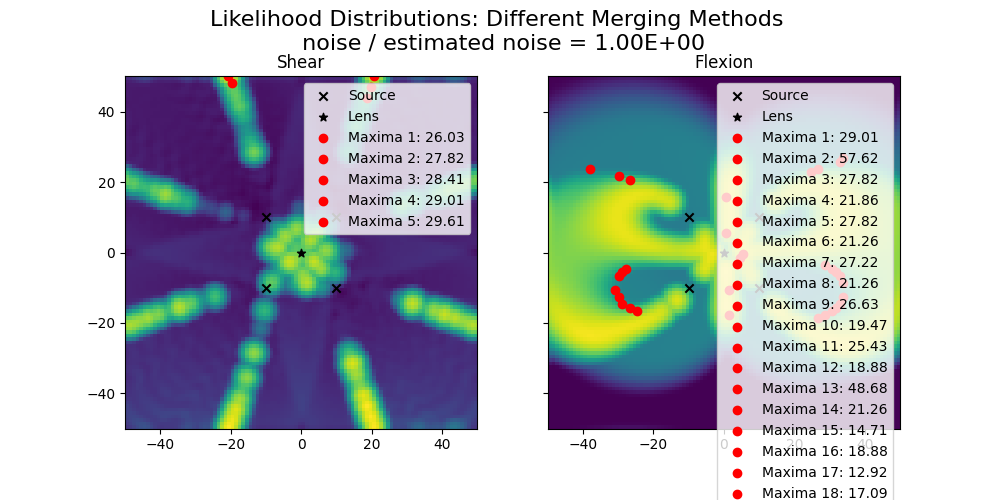 Likelihood Distributions: Different Merging Methods
noise / estimated noise = 1.00E+00
Shear
Source
Lens
Maxima 1: 26.03
Maxima 2: 27.82
Maxima 3: 28.41
Maxima 4: 29.01
Maxima 5: 29.61
40
20
0
−20
−40
−40
−20
0
20
40
Flexion
Source
Lens
Maxima 1: 29.01
Maxima 2: 57.62
Maxima 3: 27.82
Maxima 4: 21.86
Maxima 5: 27.82
Maxima 6: 21.26
Maxima 7: 27.22
Maxima 8: 21.26
Maxima 9: 26.63
Maxima 10: 19.47
Maxima 11: 25.43
Maxima 12: 18.88
Maxima 13: 48.68
Maxima 14: 21.26
Maxima 15: 14.71
Maxima 16: 18.88
Maxima 17: 12.92
Maxima 18: 17.09
−40
−20
0
20
40